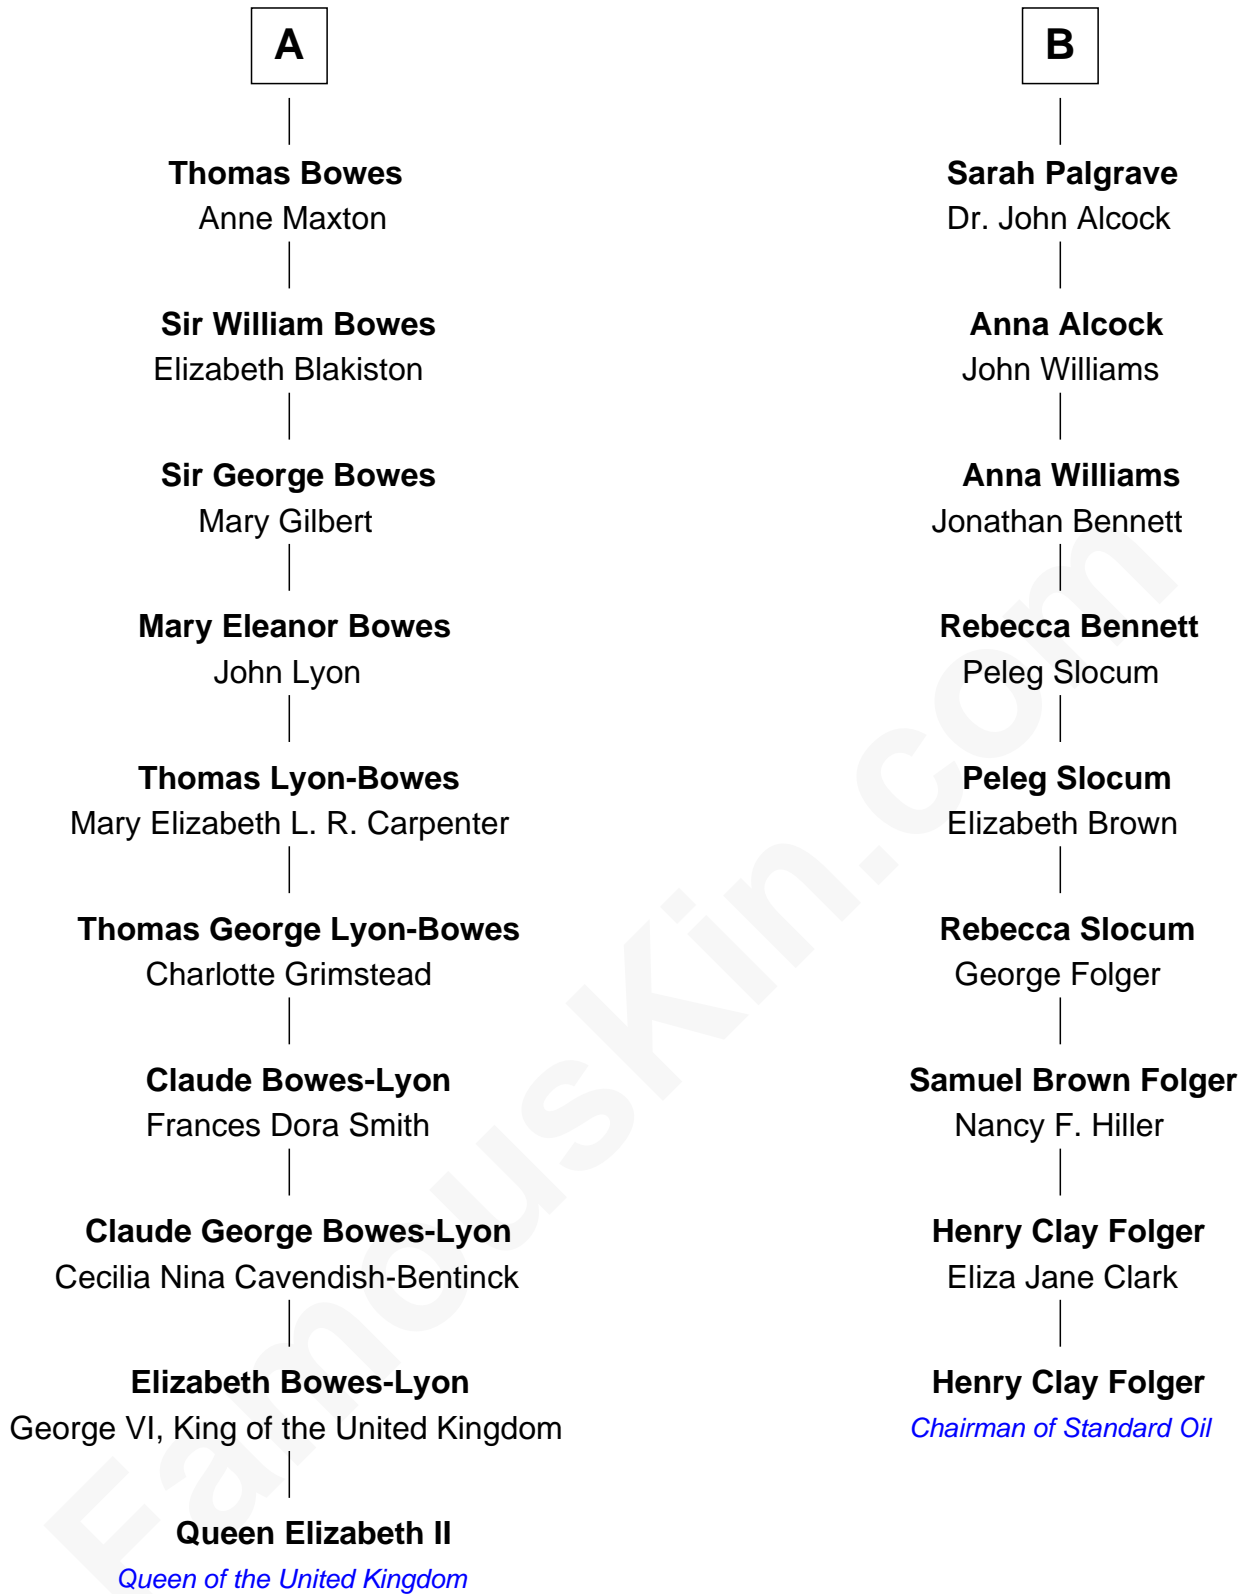 A
Thomas Bowes
Anne Maxton
Sir William Bowes
Elizabeth Blakiston
Sir George Bowes
Mary Gilbert
Mary Eleanor Bowes
John Lyon
Thomas Lyon-Bowes
Mary Elizabeth L. R. Carpenter
Thomas George Lyon-Bowes
Charlotte Grimstead
Claude Bowes-Lyon
Frances Dora Smith
Claude George Bowes-Lyon
Cecilia Nina Cavendish-Bentinck
Elizabeth Bowes-Lyon
George VI, King of the United Kingdom
Queen Elizabeth II
Queen of the United Kingdom
B
Sarah Palgrave
Dr. John Alcock
Anna Alcock
John Williams
Anna Williams
Jonathan Bennett
Rebecca Bennett
Peleg Slocum
Peleg Slocum
Elizabeth Brown
Rebecca Slocum
George Folger
Samuel Brown Folger
Nancy F. Hiller
Henry Clay Folger
Eliza Jane Clark
Henry Clay Folger
Chairman of Standard Oil
FamousKin.com